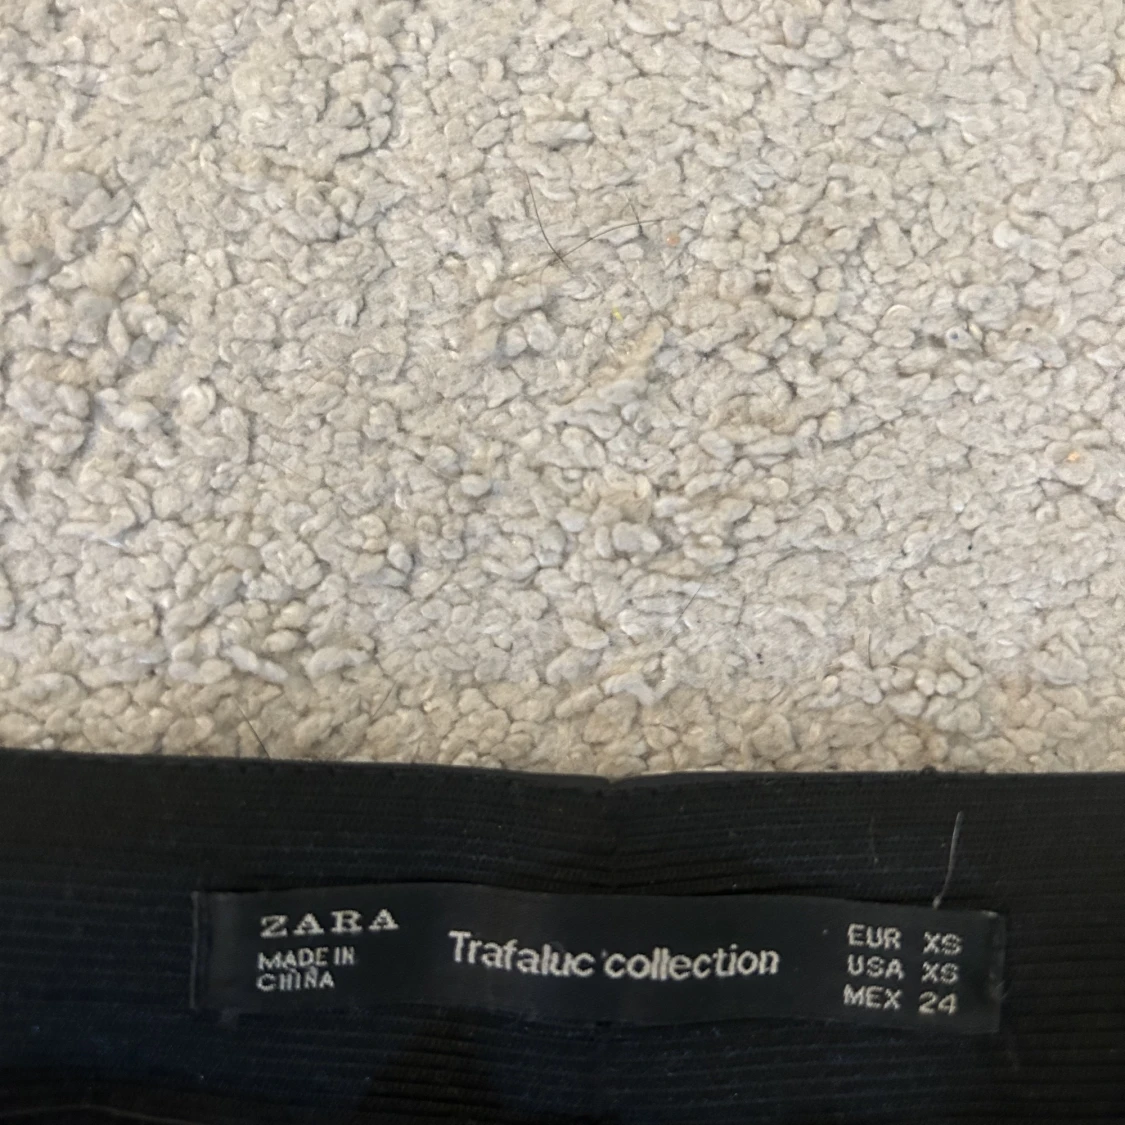 ZARA
MADE IN
CHINA
Trafaluc collection
EUR XS
USA XS
MEX 24